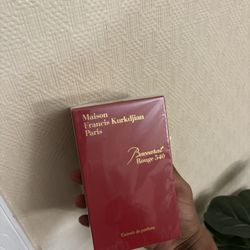 Maison
Francis Kurkdjian
Paris
Baccarat
Rouge 540
Extrait de parfum